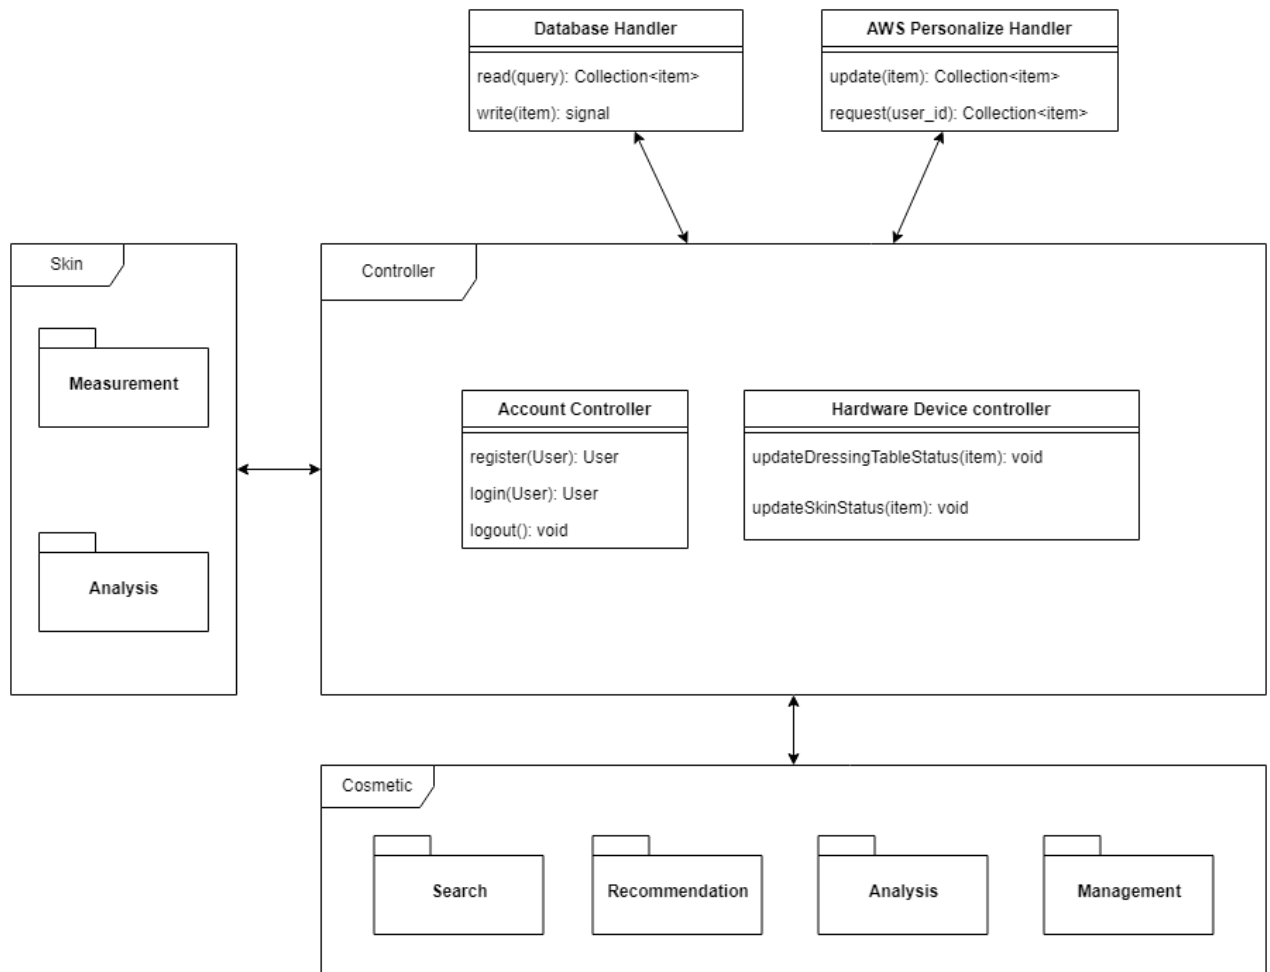 Database Handler
read(query): Collection<item>
write(item): signal
AWS Personalize Handler
update(item): Collection<item>
request(user_id): Collection<item>
Skin
Measurement
Analysis
Controller
Account Controller
register(User): User
login(User): User
logout(): void
Hardware Device controller
updateDressingTableStatus(item): void
updateSkinStatus(item): void
Cosmetic
Search
Recommendation
Analysis
Management